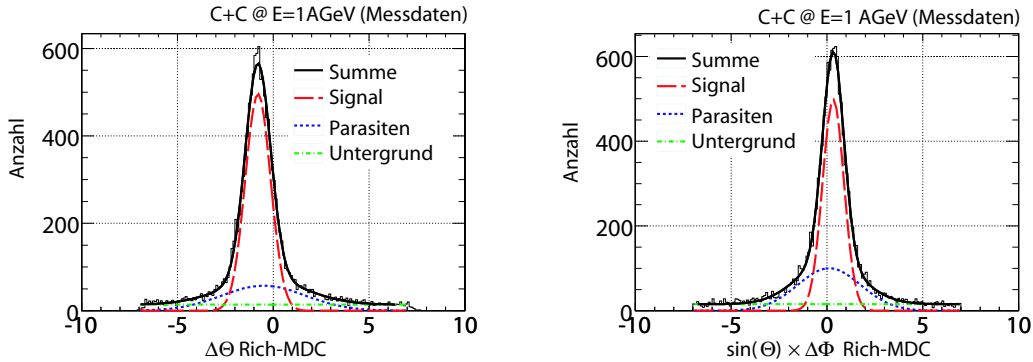 C+C @ E=1AGeV (Messdaten)
Anzahl
600
400
200
0
Summe
Signal
Parasiten
Untergrund
-10
-5
0
5
10
ΔΘ Rich-MDC
C+C @ E=1 AGeV (Messdaten)
Anzahl
600
400
200
0
Summe
Signal
Parasiten
Untergrund
-10
-5
0
5
10
sin(Θ) × ΔΦ Rich-MDC